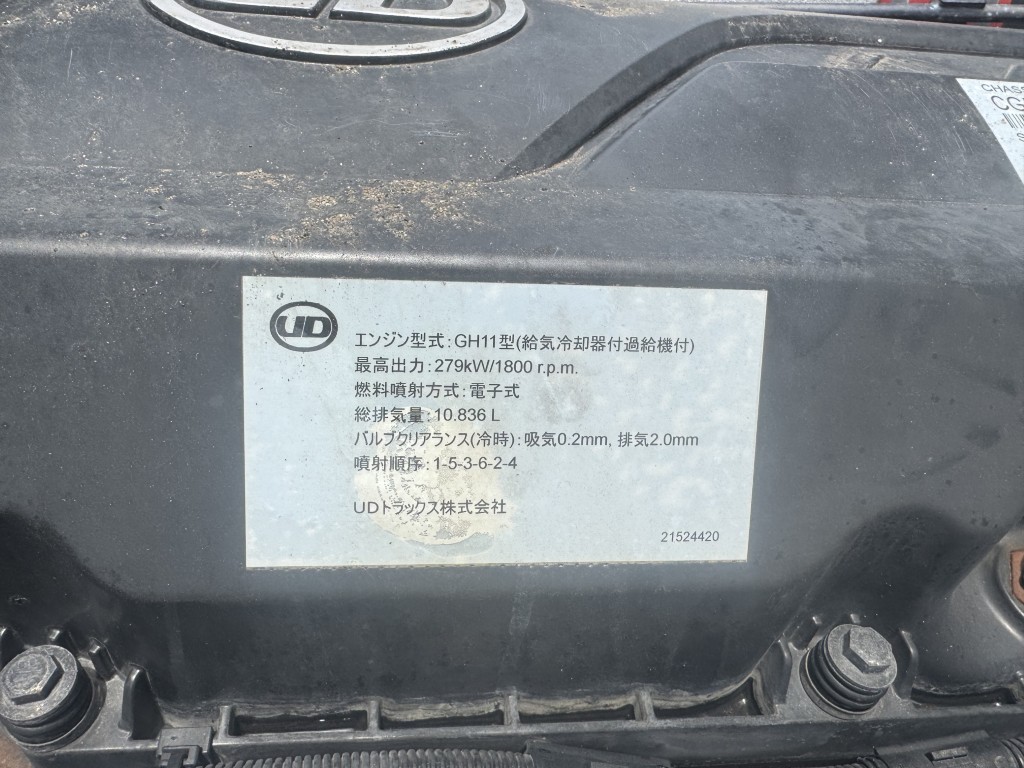 UD
CHASS
CG
UD
エンジン型式:GH11型(給気冷却器付過給機付)
最高出力:279kW/1800 r.p.m.
燃料噴射方式:電子式
総排気量:10.836 L
バルブクリアランス(冷時):吸気0.2mm, 排気2.0mm
噴射順序:1-5-3-6-2-4
UDトラックス株式会社
21524420